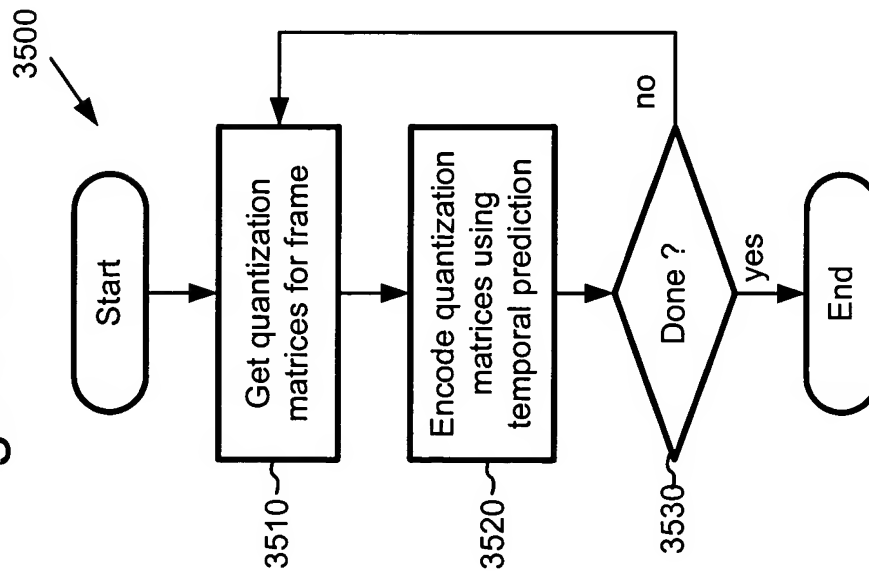 3500
Start
Get quantization
matrices for frame
3510
Encode quantization
matrices using
temporal prediction
3520
Done ?
3530
no
yes
End